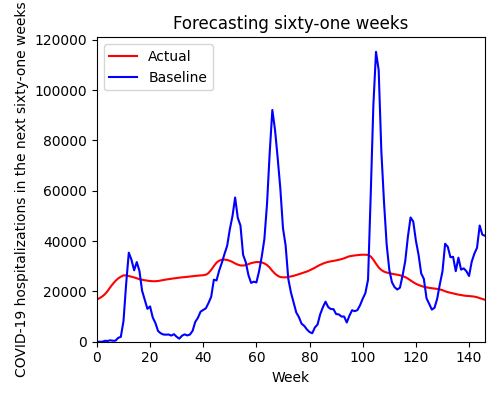 Forecasting sixty-one weeks
COVID-19 hospitalizations in the next sixty-one weeks
120000
100000
80000
60000
40000
20000
0
Actual
Baseline
0 20 40 60 80 100 120 140
Week